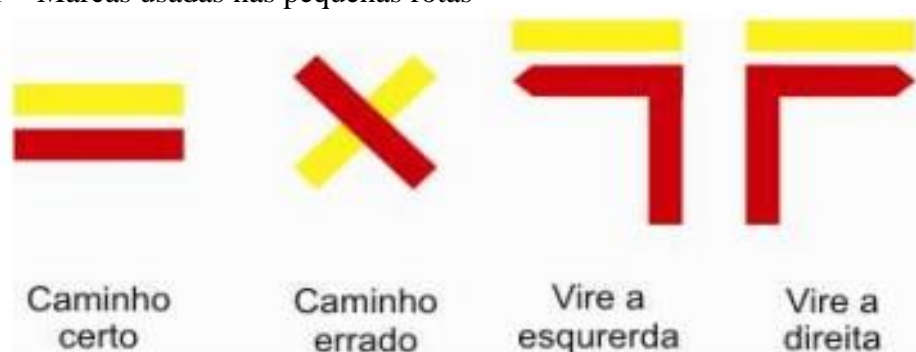 Marcas usadas nas pequenas rotas
Caminho
certo
Caminho
errado
Vire a
esqurerda
Vire a
direita